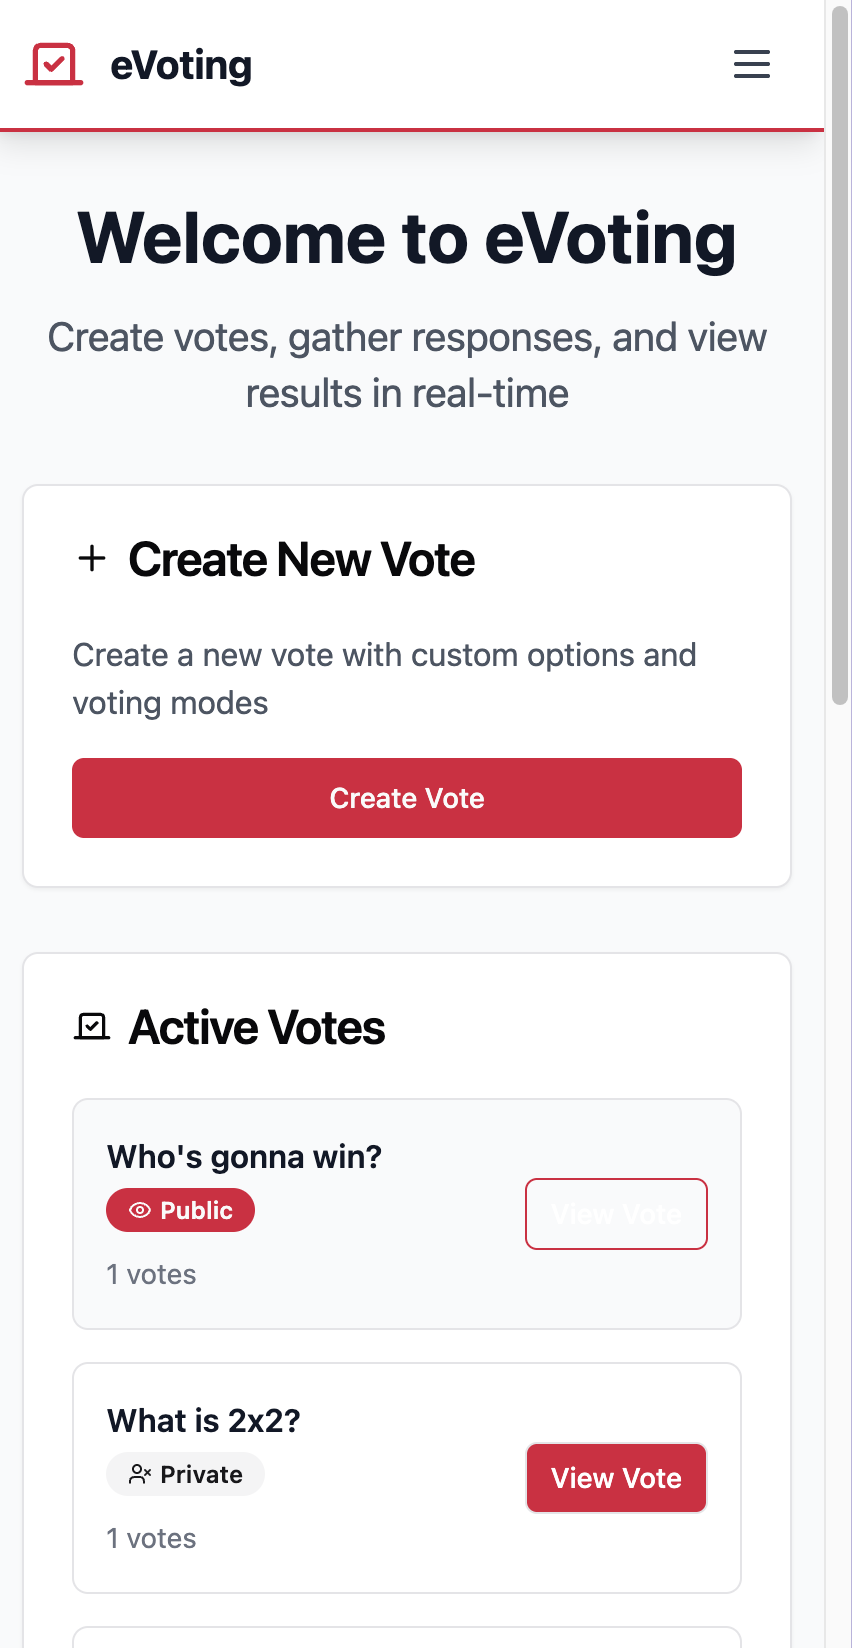 eVoting
Welcome to eVoting
Create votes, gather responses, and view
results in real-time
Create New Vote
Create a new vote with custom options and
voting modes
Create Vote
Active Votes
Who's gonna win?
Public
View Vote
1 votes
What is 2x2?
Private
View Vote
1 votes